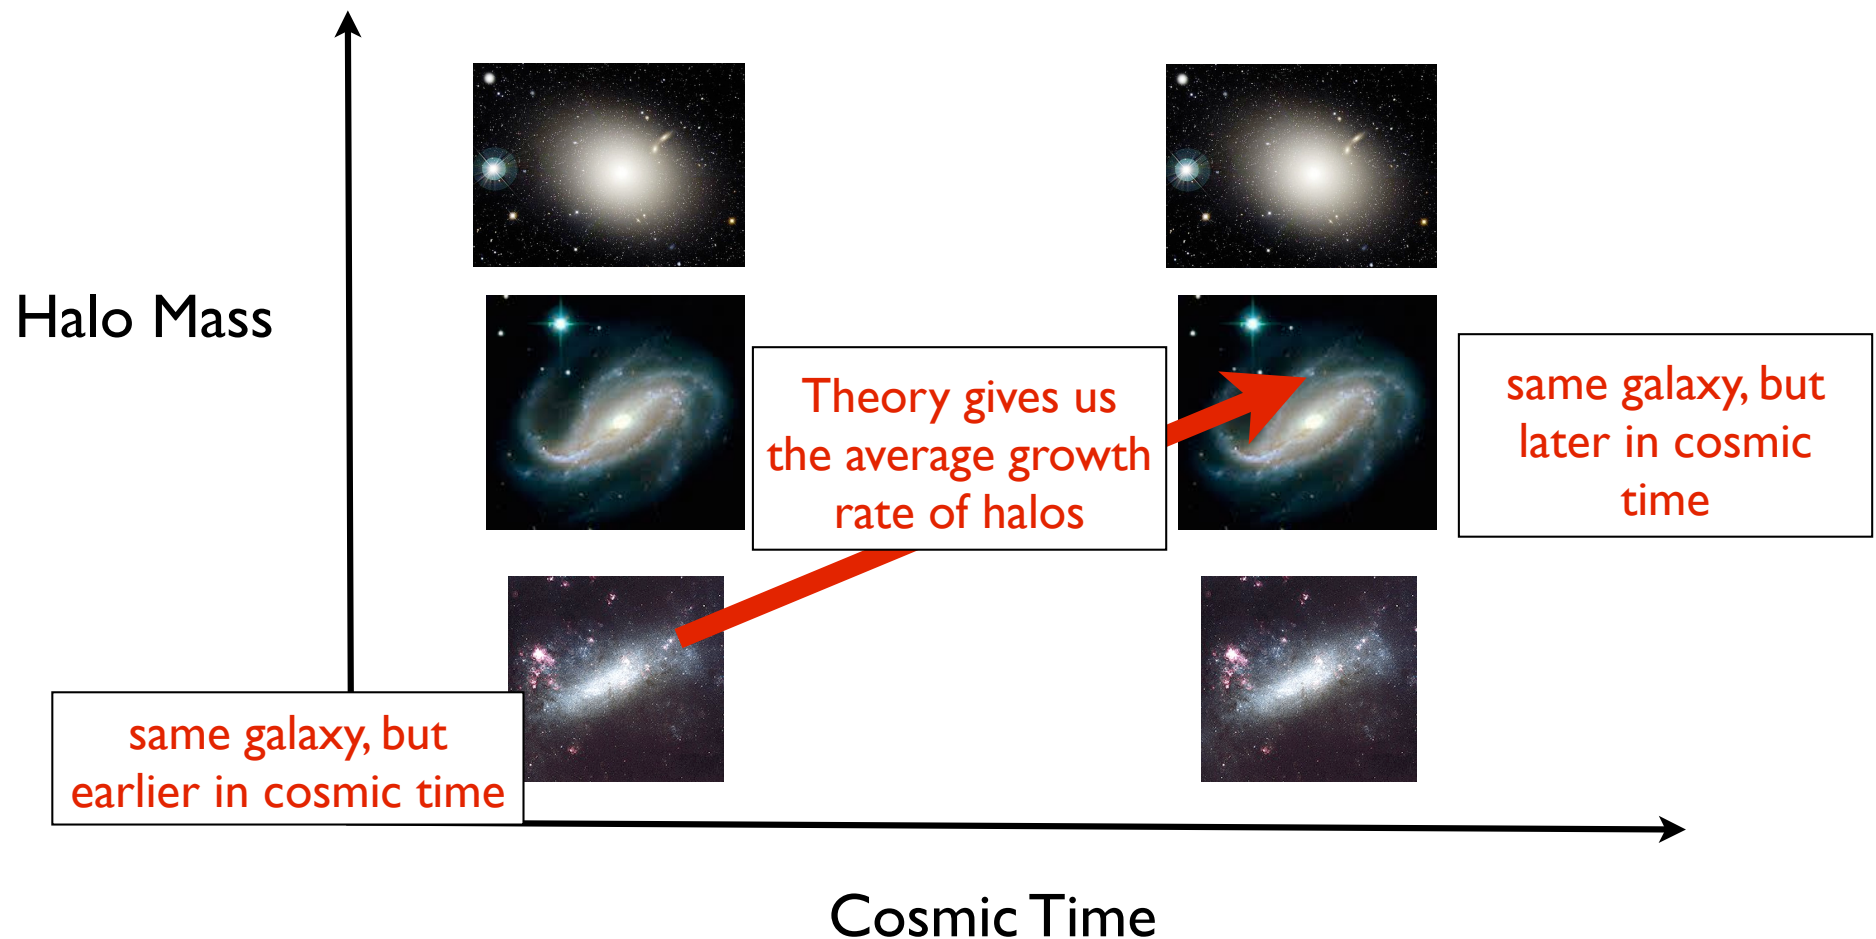 Halo Mass
Theory gives us
the average growth
rate of halos
same galaxy, but
later in cosmic
time
same galaxy, but
earlier in cosmic time
Cosmic Time